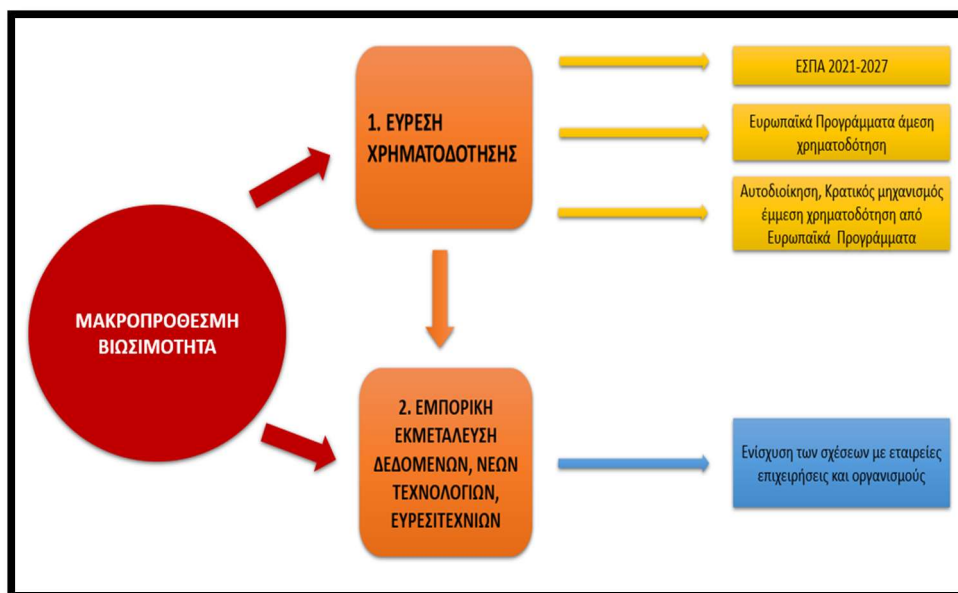 ΜΑΚΡΟΠΡΟΘΕΣΜΗ
ΒΙΩΣΙΜΟΤΗΤΑ
1. ΕΥΡΕΣΗ
ΧΡΗΜΑΤΟΔΟΤΗΣΗΣ
ΕΣΠΑ 2021-2027
Ευρωπαϊκά Προγράμματα άμεση
χρηματοδότηση
Αυτοδιοίκηση, Κρατικός μηχανισμός
έμμεση χρηματοδότηση από
Ευρωπαϊκά Προγράμματα
2. ΕΜΠΟΡΙΚΗ
ΕΚΜΕΤΑΛΕΥΣΗ
ΔΕΔΟΜΕΝΩΝ, ΝΕΩΝ
ΤΕΧΝΟΛΟΓΙΩΝ,
ΕΥΡΕΣΙΤΕΧΝΙΩΝ
Ενίσχυση των σχέσεων με εταιρείες
επιχειρήσεις και οργανισμούς